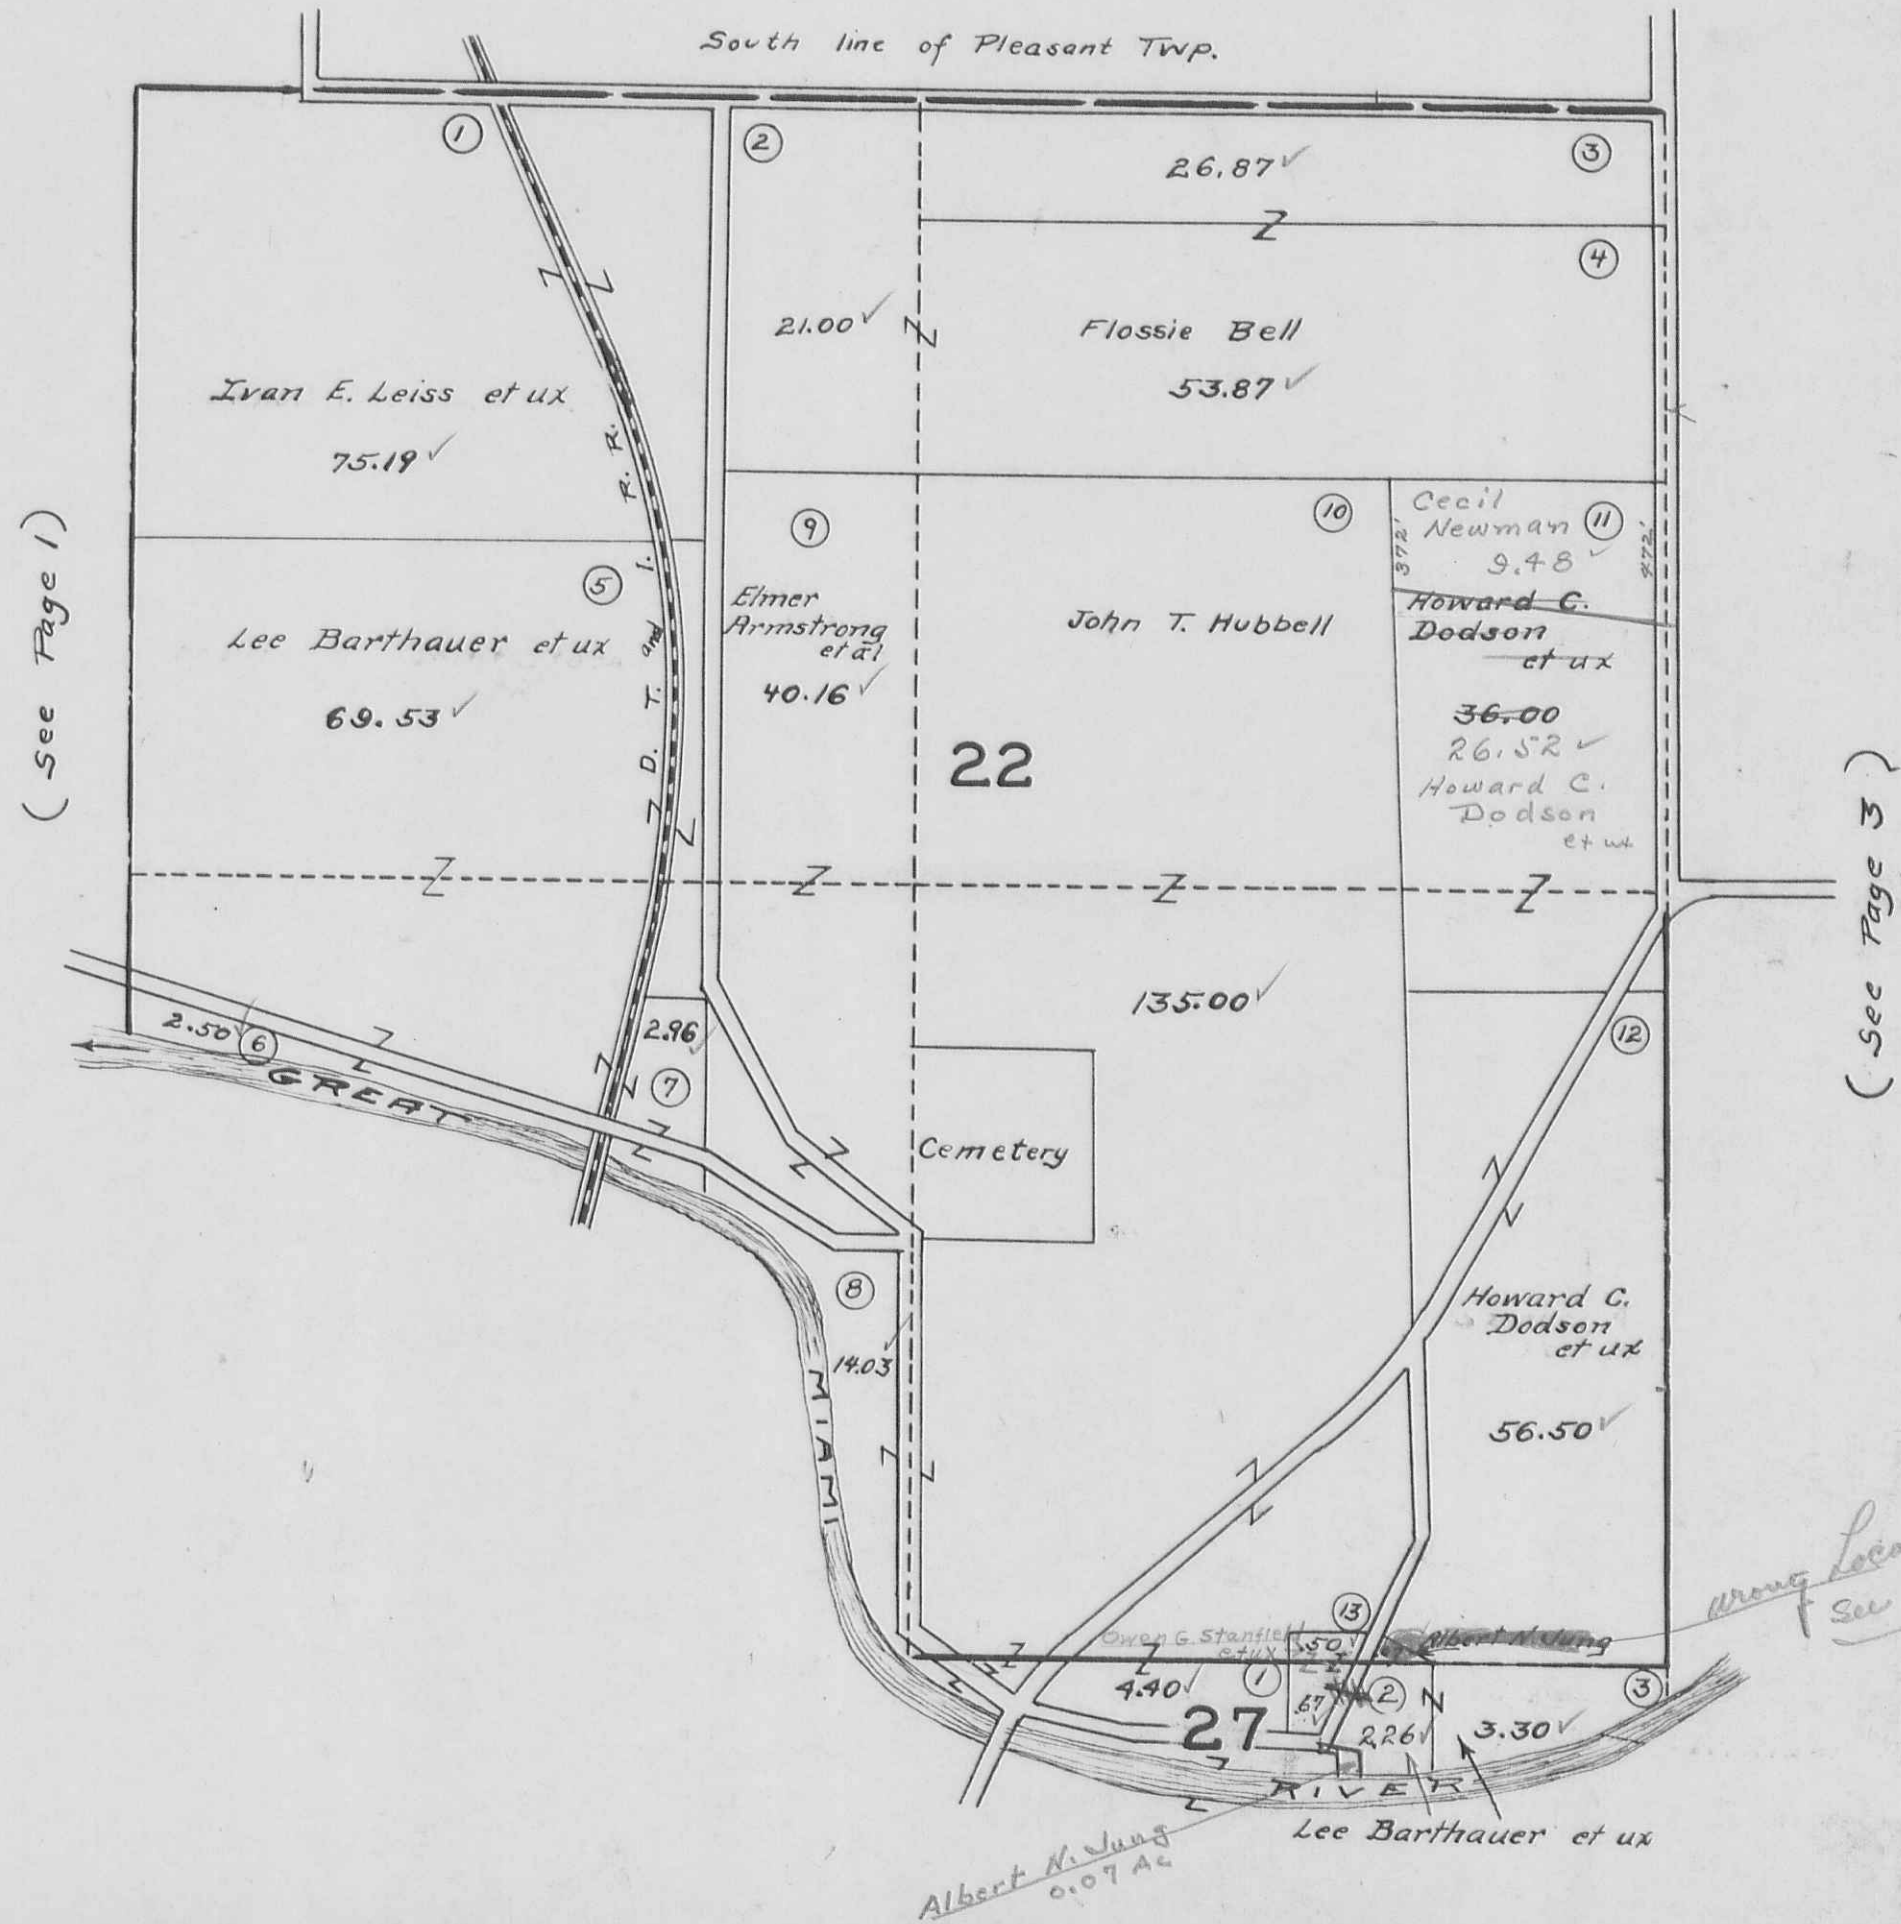 South line of Pleasant Twp.
1
2
3
26.87
4
21.00
Flossie Bell
53.87
Ivan E. Leiss et ux
75.19
(See Page 1)
D. T. and I. R. R.
5
Lee Barthauer et ux
69.53
9
Elmer
Armstrong
et al
40.16
10
John T. Hubbell
22
135.00
372'
Cecil
Newman
9.48
11
472'
Howard C.
Dodson
et ux
36.00
26.52
Howard C.
Dodson
et ux
(See Page 3)
2.50
6
2.96
7
GREAT
MIAMI
RIVER
Cemetery
8
14.03
12
Howard C.
Dodson
et ux
56.50
13
Owen G. Stanfield
et ux
.50
Albert N. Jung
wrong
See
4.40
1
.67
2
2.26
3
3.30
27
Lee Barthauer et ux
Albert N. Jung
0.07 Ac